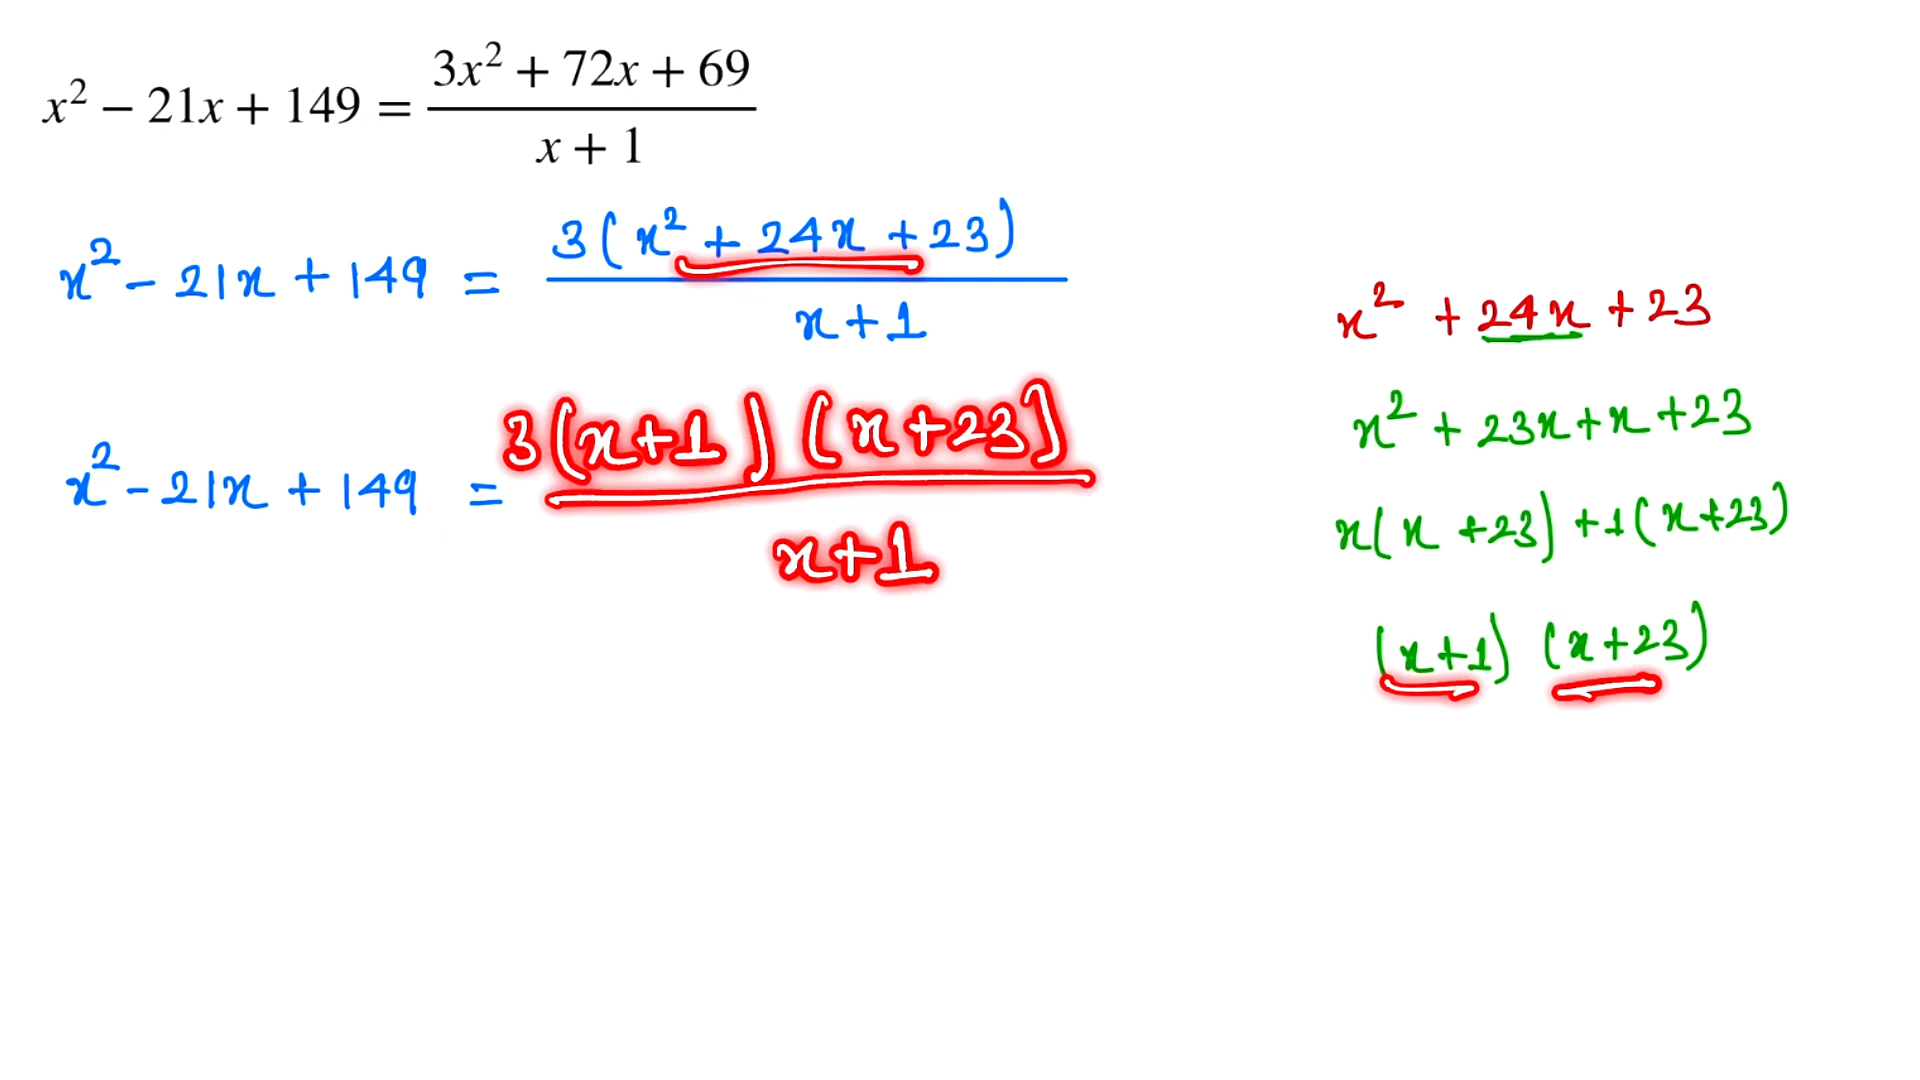 x² − 21x + 149 = (3x² + 72x + 69)/(x + 1)
x² - 21x + 149 = 3(x² + 24x + 23)/(x+1)
x² - 21x + 149 = 3(x+1)(x+23)/(x+1)
x² + 24x + 23
x² + 23x + x + 23
x(x + 23) + 1(x+23)
(x+1) (x+23)